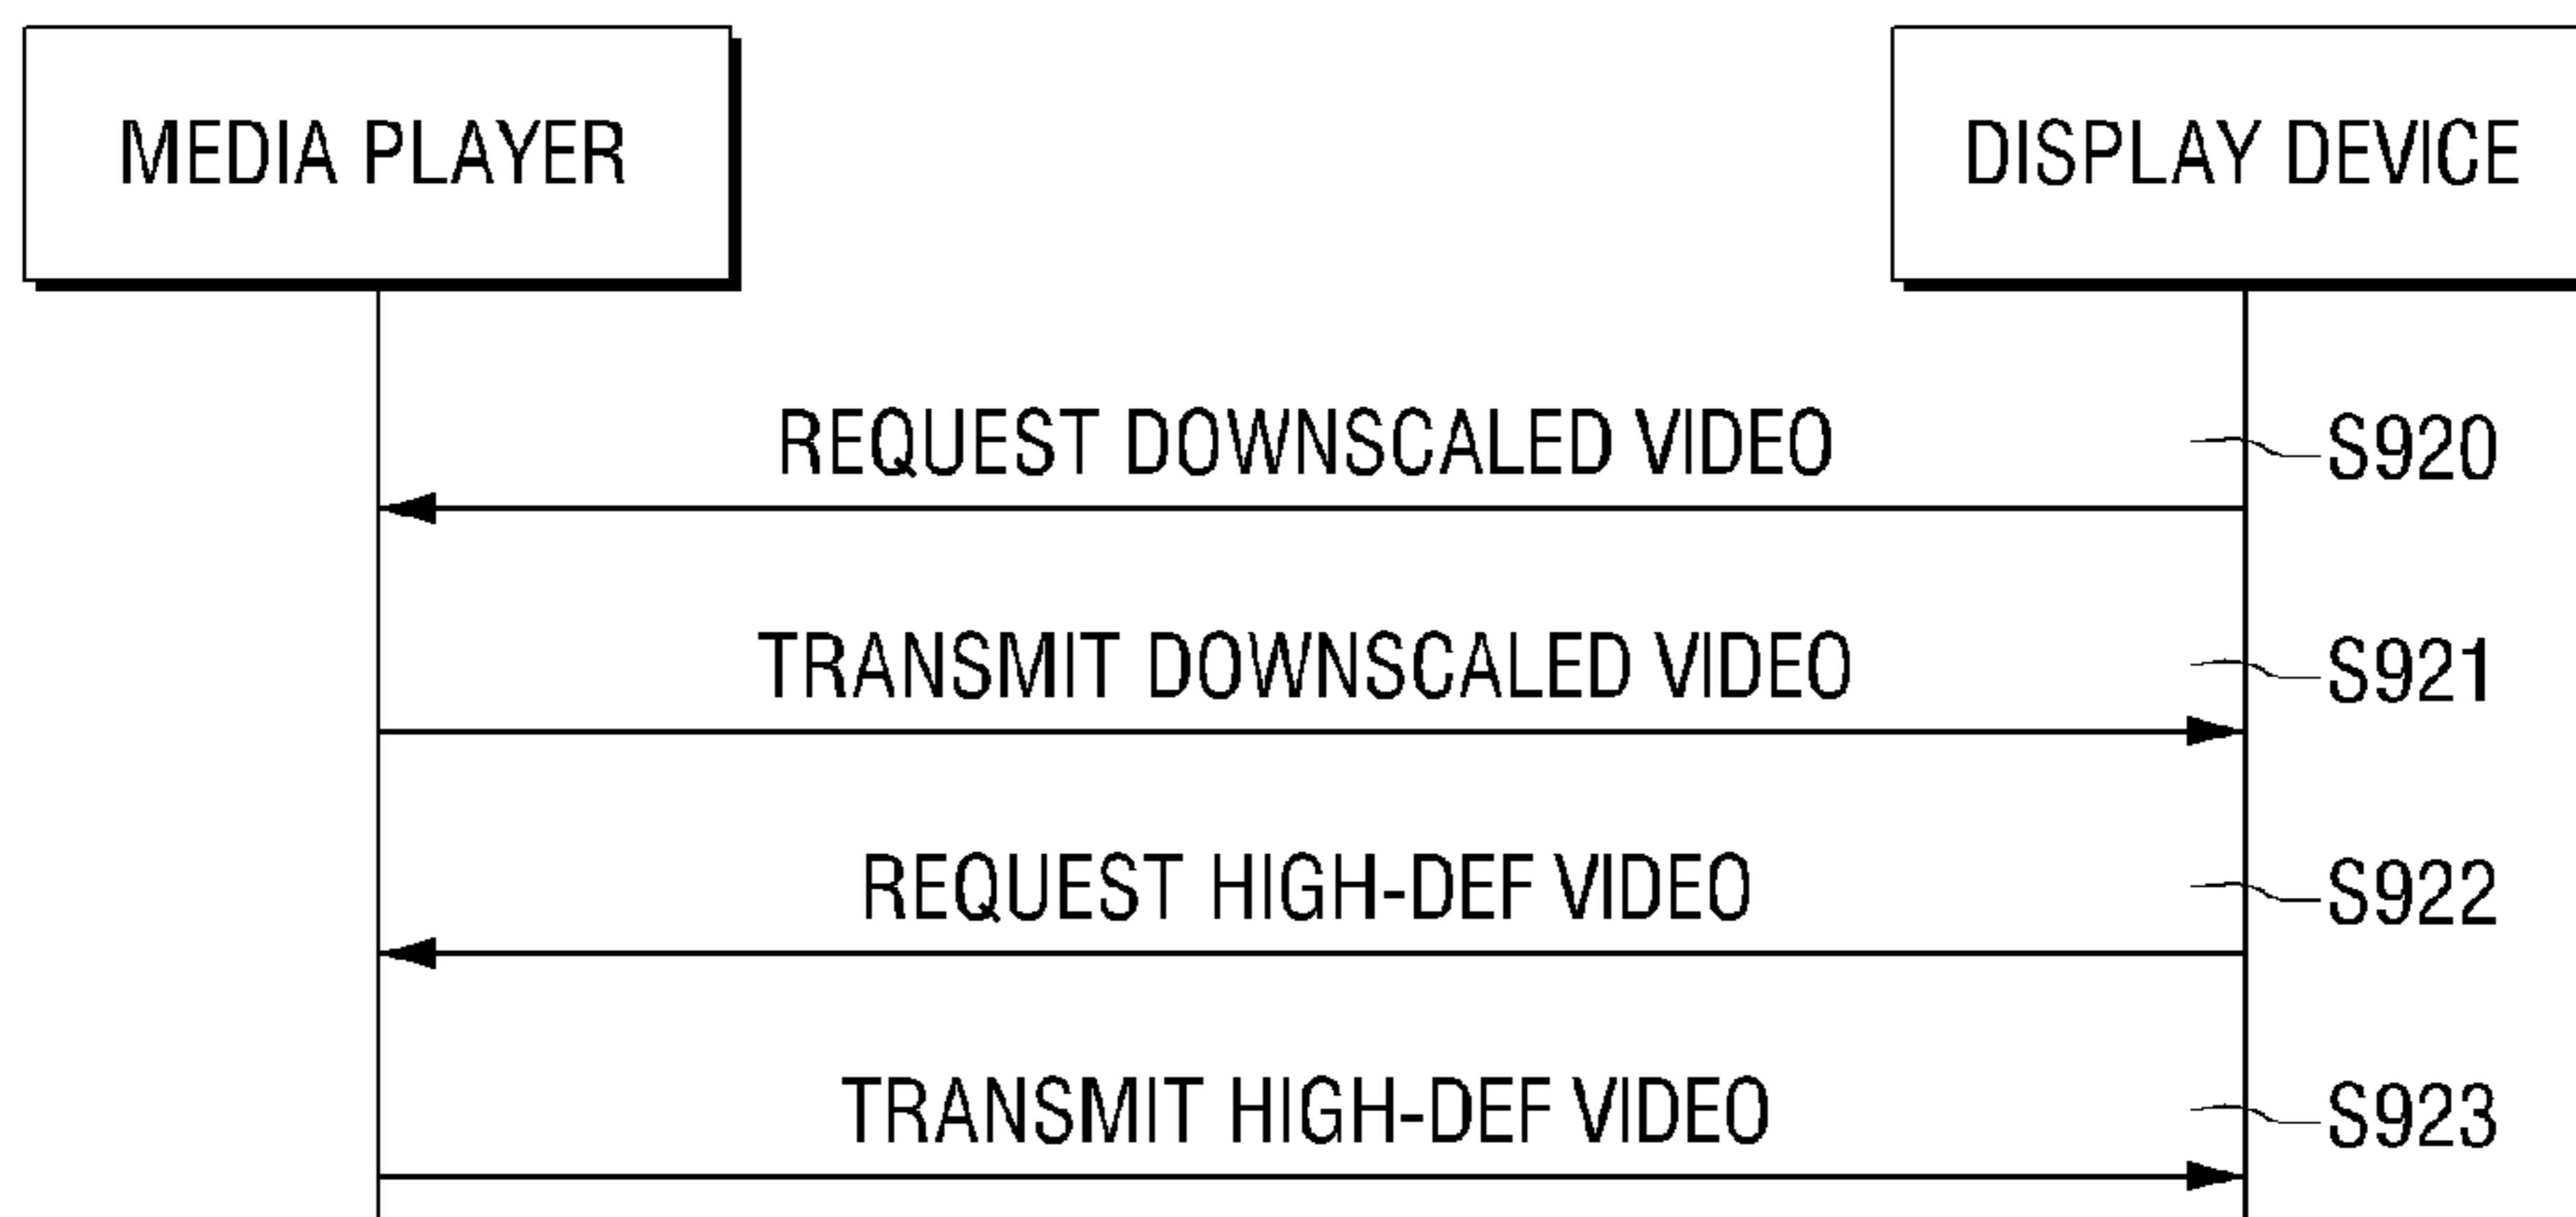 MEDIA PLAYER
DISPLAY DEVICE
REQUEST DOWNSCALED VIDEO
S920
TRANSMIT DOWNSCALED VIDEO
S921
REQUEST HIGH-DEF VIDEO
S922
TRANSMIT HIGH-DEF VIDEO
S923